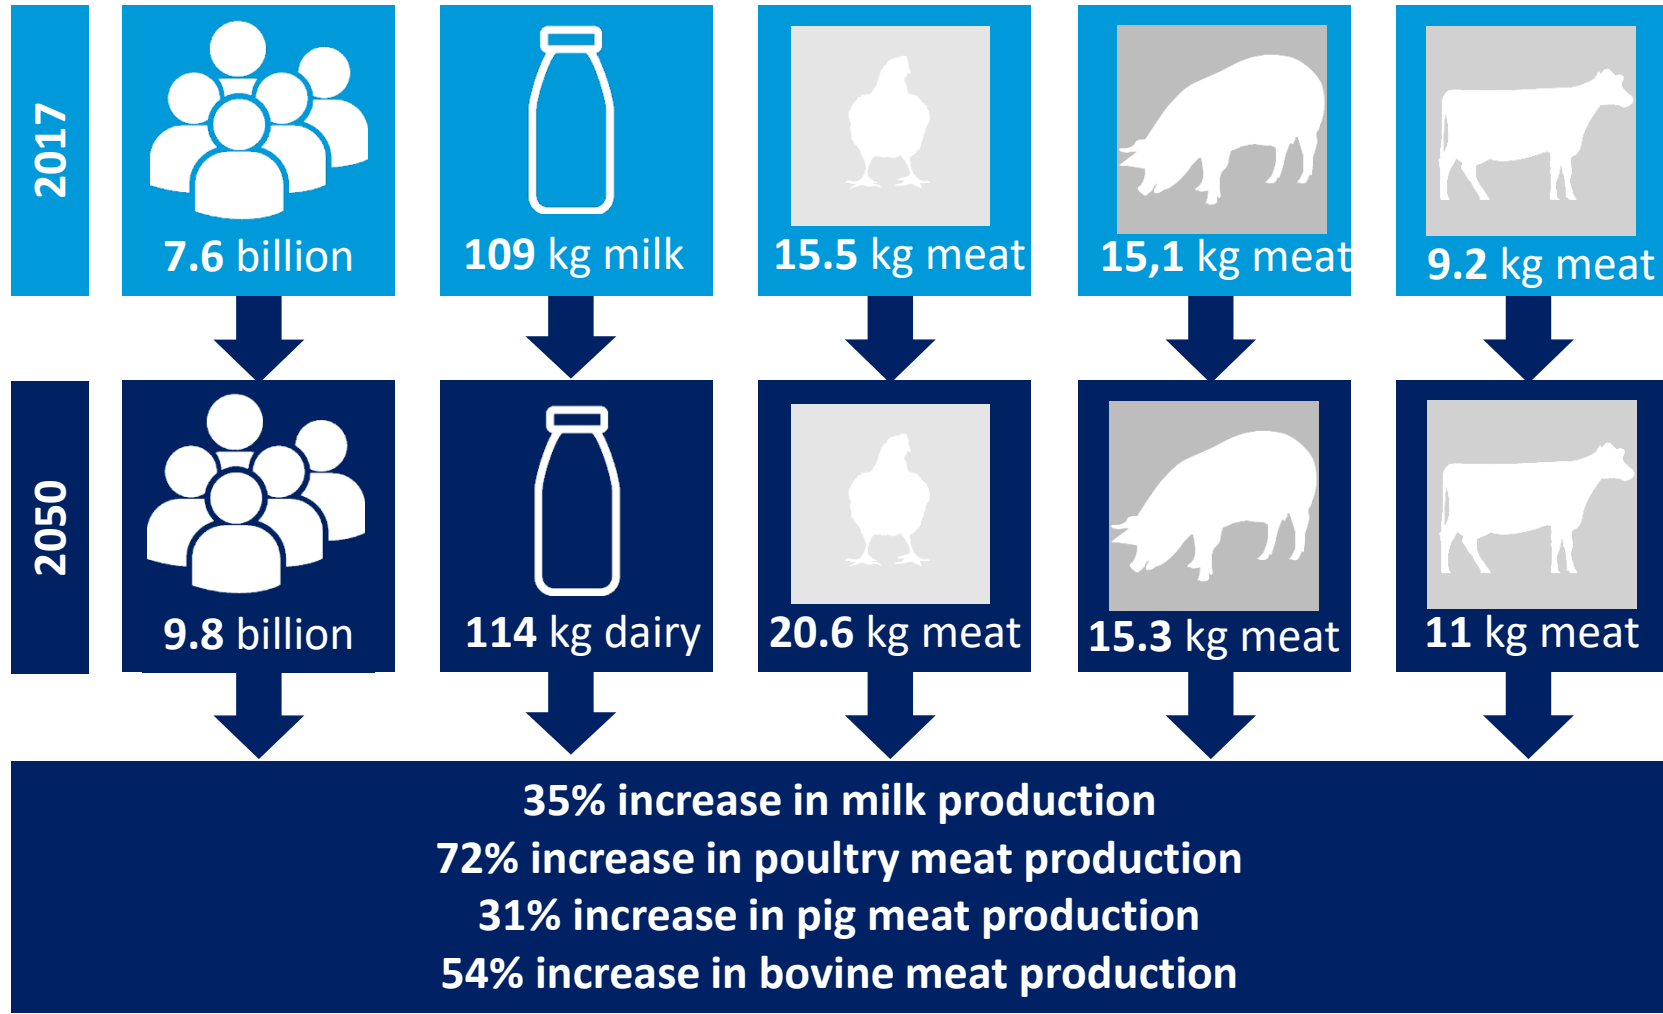 2017
7.6 billion
109 kg milk
15.5 kg meat
15,1 kg meat
9.2 kg meat
2050
9.8 billion
114 kg dairy
20.6 kg meat
15.3 kg meat
11 kg meat
35% increase in milk production
72% increase in poultry meat production
31% increase in pig meat production
54% increase in bovine meat production